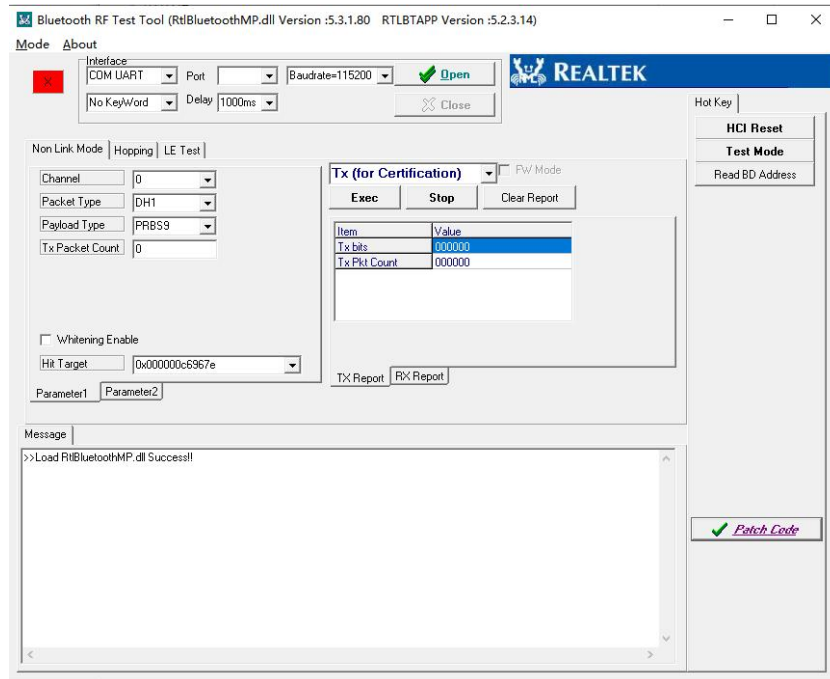 Bluetooth RF Test Tool (RtlBluetoothMP.dll Version :5.3.1.80 RTLBTAPP Version :5.2.3.14)
Mode About
Interface
COM UART Port Baudrate=115200 Open
No KeyWord Delay 1000ms Close
REALTEK
Hot Key
HCI Reset
Test Mode
Read BD Address
Non Link Mode Hopping LE Test
Channel 0
Packet Type DH1
Payload Type PRBS9
Tx Packet Count 0
Whitening Enable
Hit Target 0x000000c6967e
Parameter1 Parameter2
Tx (for Certification) FW Mode
Exec Stop Clear Report
Item Value
Tx bits 000000
Tx Pkt Count 000000
TX Report RX Report
Message
>>Load RtlBluetoothMP.dll Success!!
Patch Code